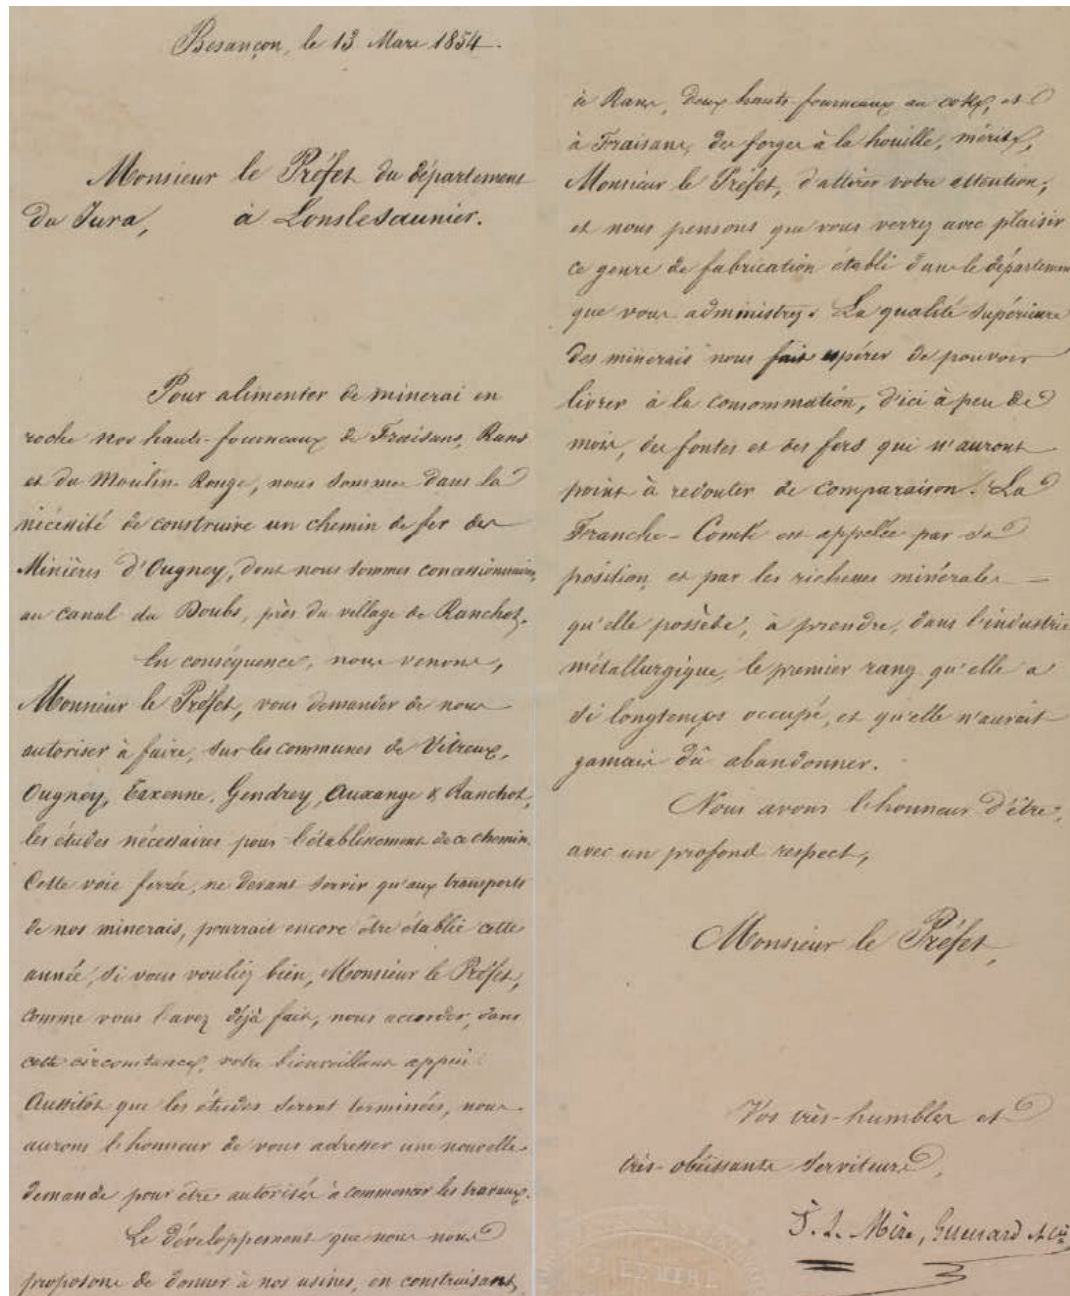 Besançon, le 13 Mars 1854.
Monsieur le Préfet du département
du Jura, à Lonslesaunier.
Pour alimenter de minerai en
roche nos hauts-fourneaux de Fraisans, Rans
et du Moulin-Rouge, nous sommes dans la
nécessité de construire un chemin de fer des
Minières d'Ougney, dont nous sommes concessionnaires,
au canal du Doubs, près du village de Ranchot.
En conséquence, nous venons,
Monsieur le Préfet, vous demander de nous
autoriser à faire, sur les communes de Vitreux,
Ougney, Taxenne, Gendrey, Auxange & Ranchot,
les études nécessaires pour l'établissement de ce chemin.
Cette voie ferrée, ne devant servir qu'aux transports
de nos minerais, pourrait encore être établie cette
année, si vous vouliez bien, Monsieur le Préfet,
comme vous l'avez déjà fait, nous accorder, dans
cette circonstance, votre bienveillant appui.
Aussitôt que les études seront terminées, nous
aurons l'honneur de vous adresser une nouvelle
demande pour être autorisés à commencer les travaux.
Le développement que nous nous
proposons de donner à nos usines, en construisant,
à Rans, deux hauts-fourneaux au coke, et
à Fraisans, des forges à la houille, mérite,
Monsieur le Préfet, d'attirer votre attention,
et nous pensons que vous verrez avec plaisir
ce genre de fabrication établi dans le département
que vous administrez. La qualité supérieure
des minerais nous fait espérer de pouvoir
livrer à la consommation, d'ici à peu de
mois, des fontes et des fers qui n'auront
point à redouter de comparaison. La
Franche-Comté est appelée par sa
position, et par les richesses minérales
qu'elle possède, à prendre, dans l'industrie
métallurgique, le premier rang qu'elle a
si longtemps occupé, et qu'elle n'aurait
jamais dû abandonner.
Nous avons l'honneur d'être,
avec un profond respect,
Monsieur le Préfet,
Vos très-humbles et
très-obéissants serviteurs,
Mire, Guenard & Cie